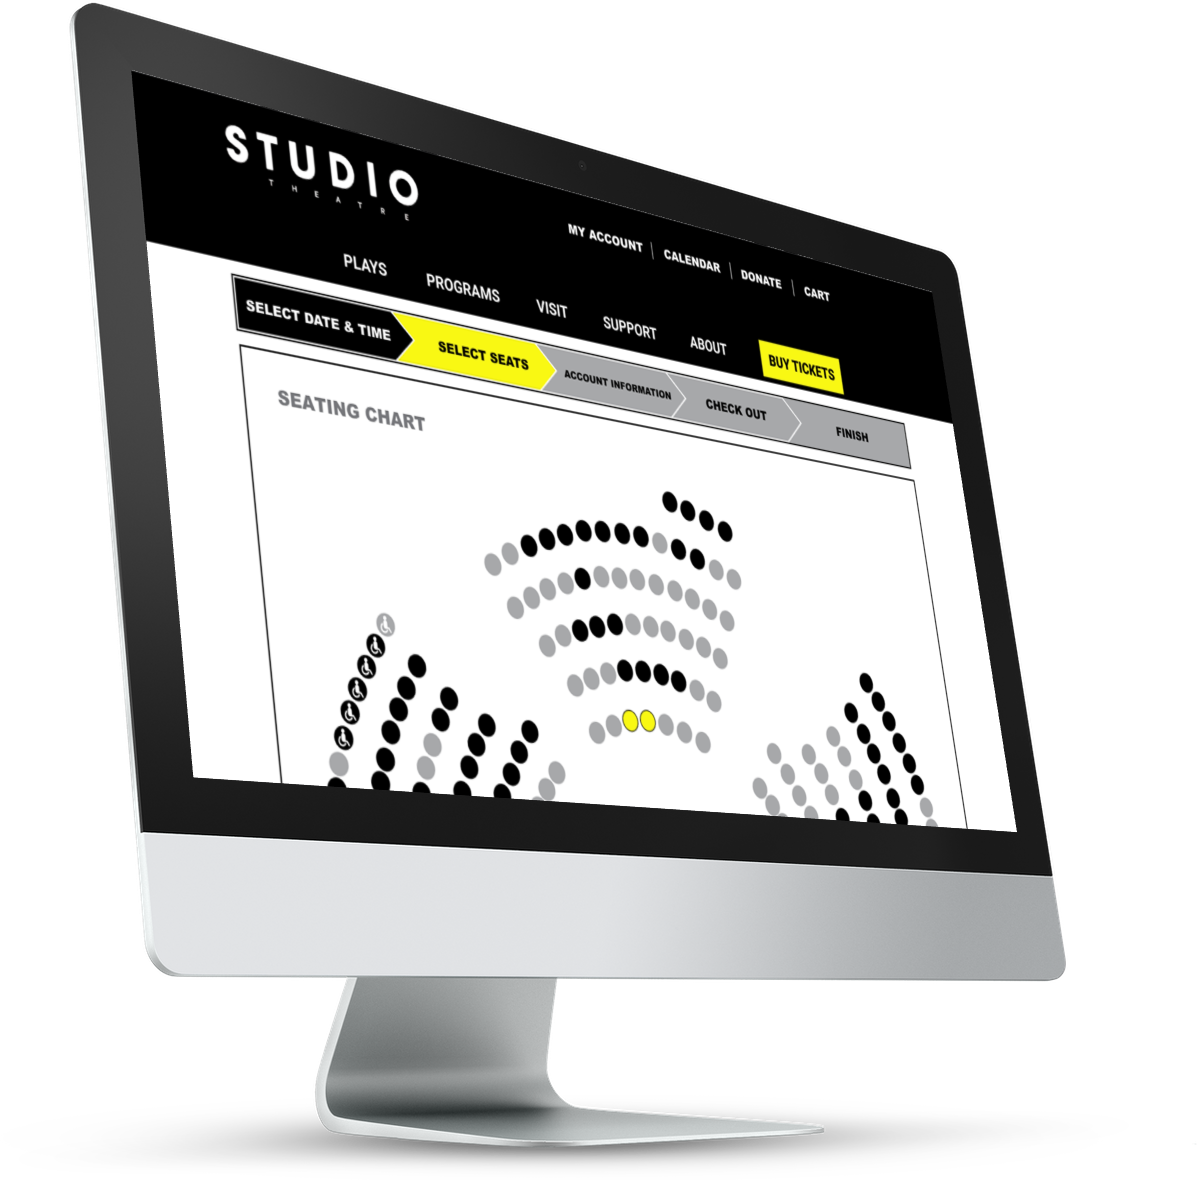 STUDIO
THEATRE
MY ACCOUNT
CALENDAR
DONATE
CART
PLAYS
PROGRAMS
VISIT
SUPPORT
ABOUT
BUY TICKETS
SELECT DATE & TIME
SELECT SEATS
ACCOUNT INFORMATION
CHECK OUT
FINISH
SEATING CHART